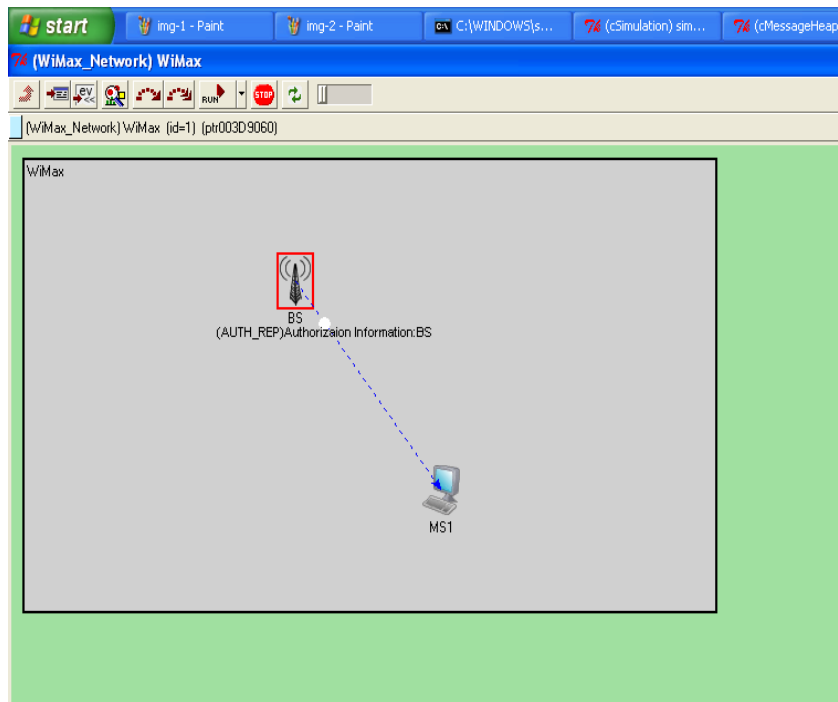 start
img-1 - Paint
img-2 - Paint
C:\WINDOWS\s...
(cSimulation) sim...
(cMessageHeap
(WiMax_Network) WiMax
ev
<<
RUN
STOP
(WiMax_Network) WiMax (id=1) (ptr003D9060)
WiMax
BS
(AUTH_REP)Authorizaion Information:BS
MS1